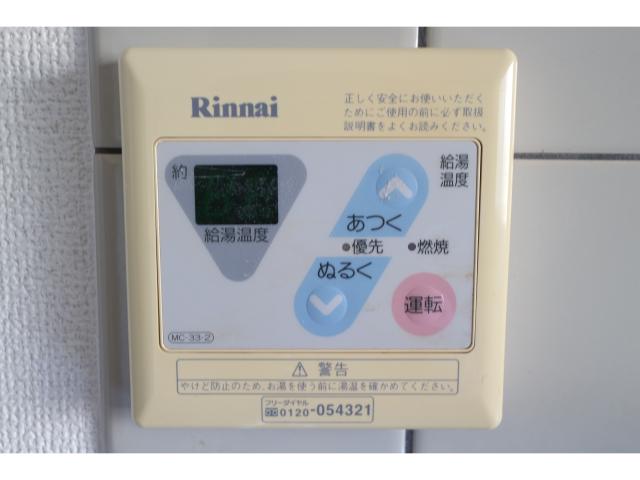 Rinnai
正しく安全にお使いいただく
ためにご使用の前に必ず取扱
説明書をよくお読みください。
約
給湯温度
給湯
温度
あつく
優先
燃焼
ぬるく
運転
MC-33-2
⚠ 警告
やけど防止のため、お湯を使う前に湯温を確かめてください。
フリーダイヤル
0120-054321